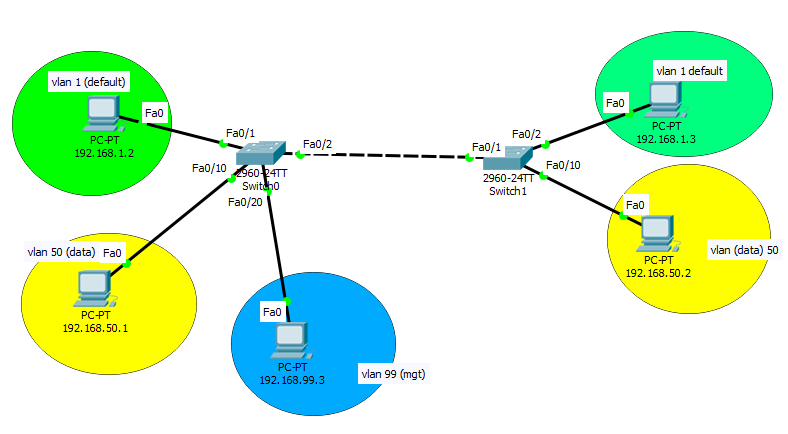 vlan 1 (default)
Fa0
PC-PT
192.168.1.2
Fa0/1
Fa0/2
2960-24TT
Switch0
Fa0/10
Fa0/20
vlan 50 (data)
Fa0
PC-PT
192.168.50.1
Fa0
PC-PT
192.168.99.3
vlan 99 (mgt)
vlan 1 default
Fa0
PC-PT
192.168.1.3
Fa0/1
Fa0/2
2960-24TT
Switch1
Fa0/10
Fa0
PC-PT
192.168.50.2
vlan (data) 50